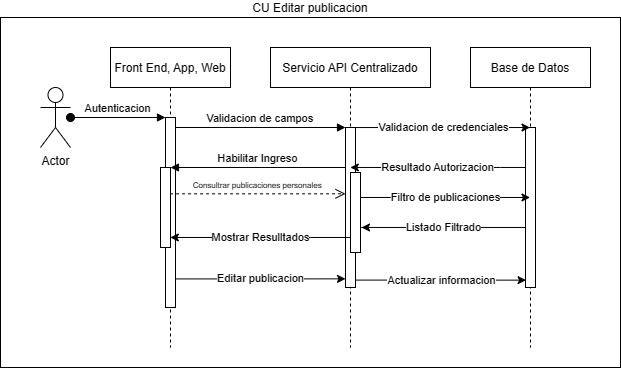 CU Editar publicacion
Front End, App, Web
Servicio API Centralizado
Base de Datos
Autenticacion
Actor
Validacion de campos
Validacion de credenciales
Habilitar Ingreso
Resultado Autorizacion
Consultrar publicaciones personales
Filtro de publicaciones
Listado Filtrado
Mostrar Resulltados
Editar publicacion
Actualizar informacion